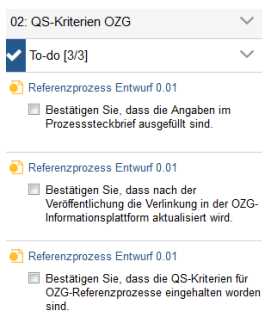 02: QS-Kriterien OZG
To-do [3/3]
Referenzprozess Entwurf 0.01
Bestätigen Sie, dass die Angaben im
Prozesssteckbrief ausgefüllt sind.
Referenzprozess Entwurf 0.01
Bestätigen Sie, dass nach der
Veröffentlichung die Verlinkung in der OZG-
Informationsplattform aktualisiert wird.
Referenzprozess Entwurf 0.01
Bestätigen Sie, dass die QS-Kriterien für
OZG-Referenzprozesse eingehalten worden
sind.